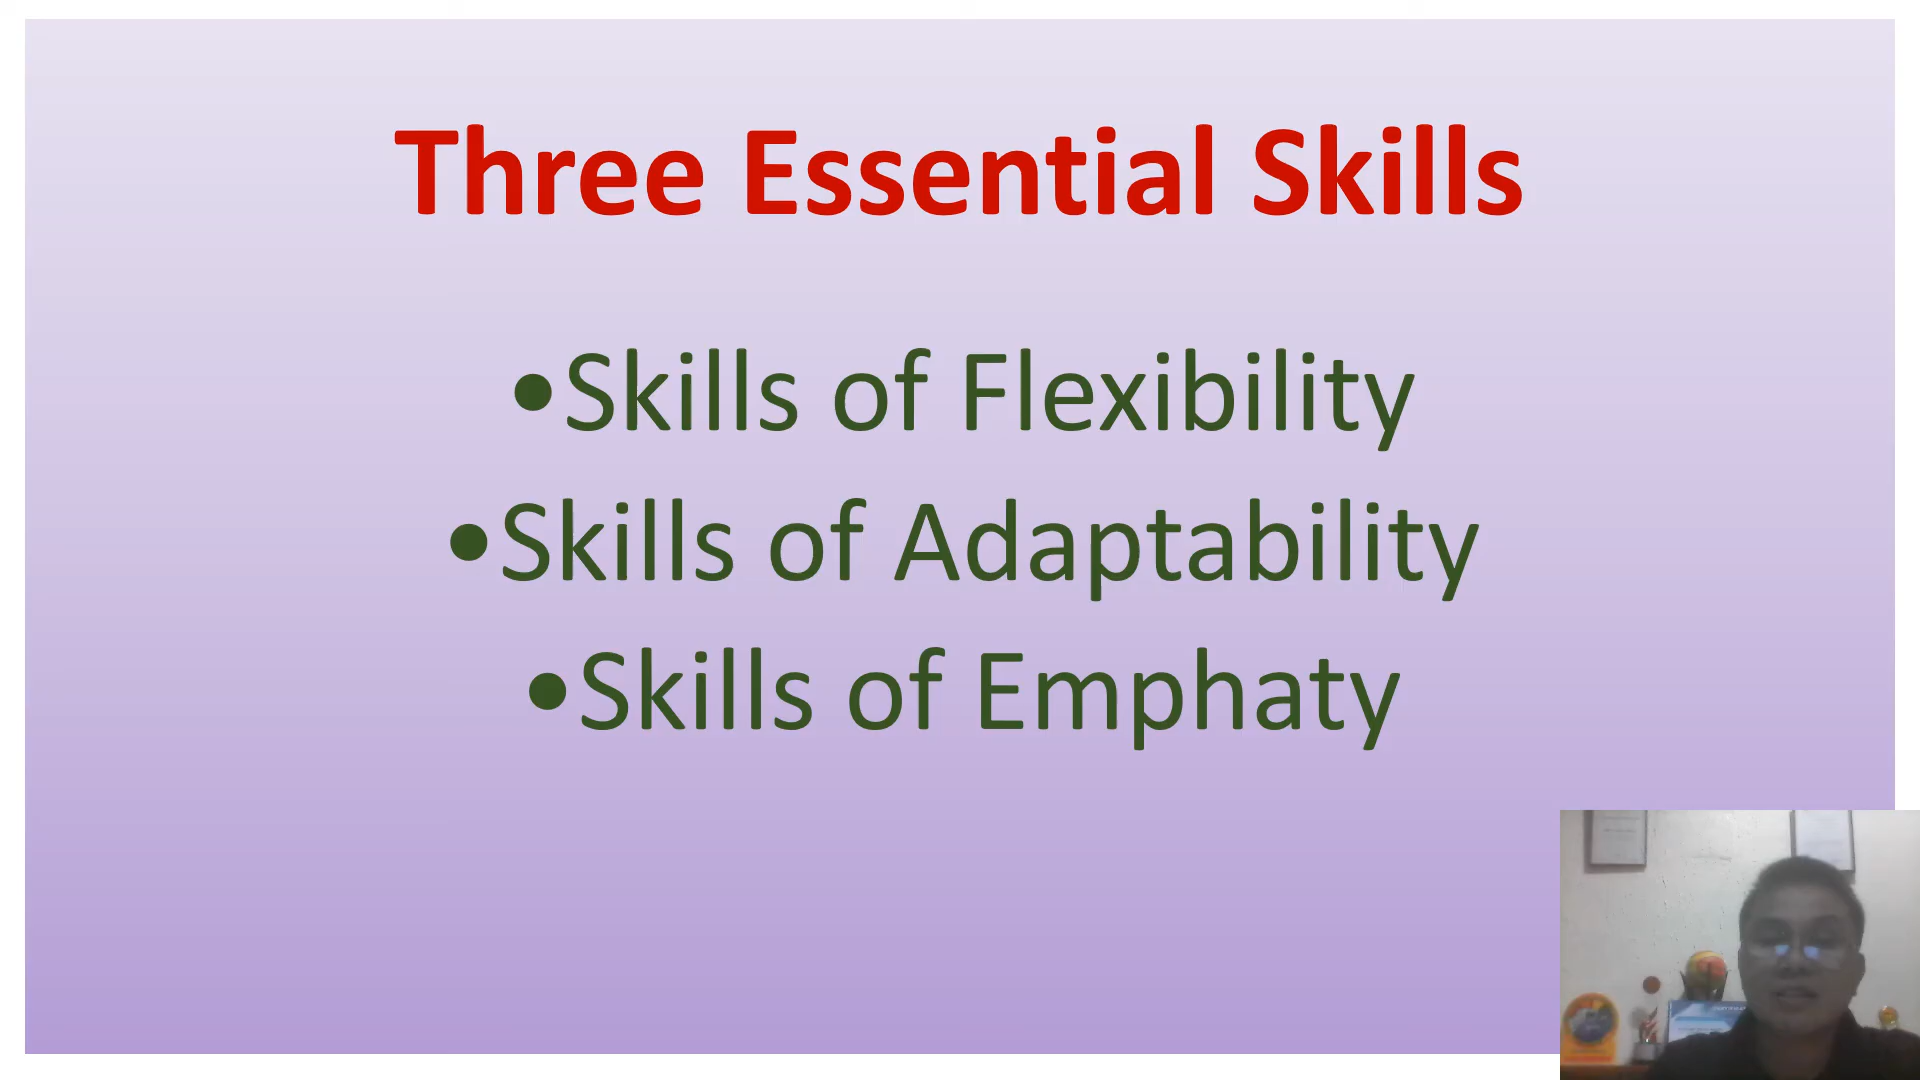 Three Essential Skills
•Skills of Flexibility
•Skills of Adaptability
•Skills of Emphaty